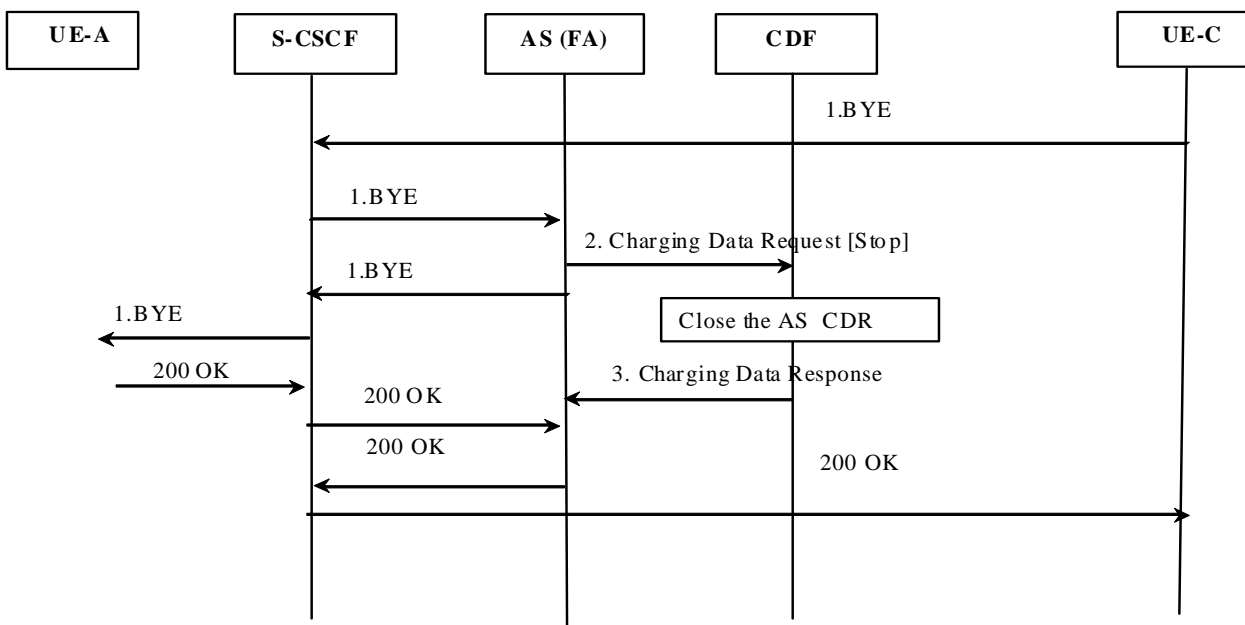 UE-A
S-CSCF
AS (FA)
CDF
UE-C
1.BYE
1.BYE
2. Charging Data Request [Stop]
1.BYE
1.BYE
Close the AS CDR
200 OK
3. Charging Data Response
200 OK
200 OK
200 OK